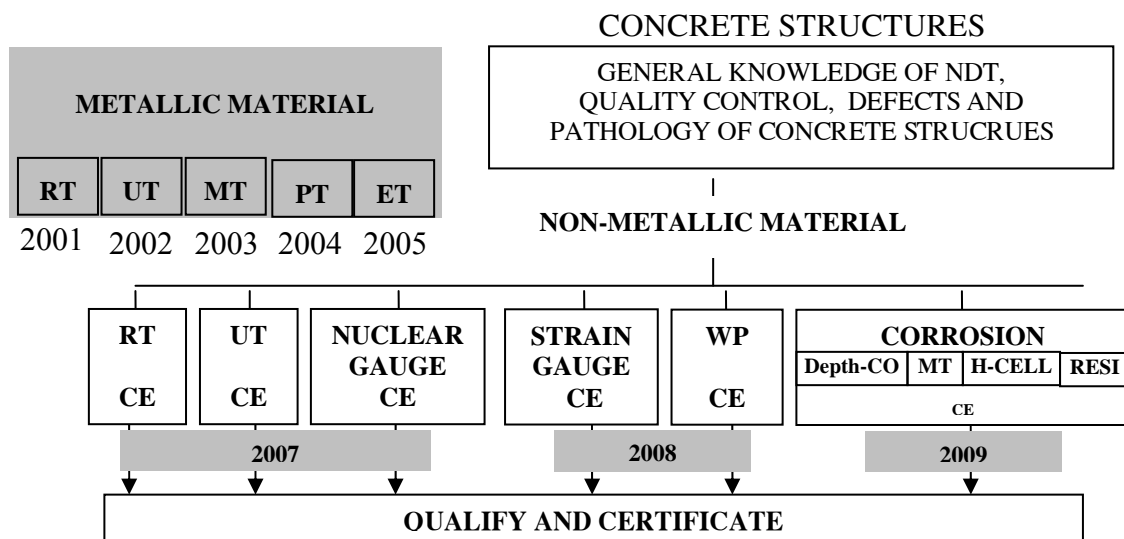 CONCRETE STRUCTURES
GENERAL KNOWLEDGE OF NDT,
QUALITY CONTROL, DEFECTS AND
PATHOLOGY OF CONCRETE STRUCRUES
METALLIC MATERIAL
RT UT MT PT ET
2001 2002 2003 2004 2005
NON-METALLIC MATERIAL
RT
CE
UT
CE
NUCLEAR
GAUGE
CE
STRAIN
GAUGE
CE
WP
CE
CORROSION
Depth-CO MT H-CELL RESI
CE
2007 2008 2009
QUALIFY AND CERTIFICATE